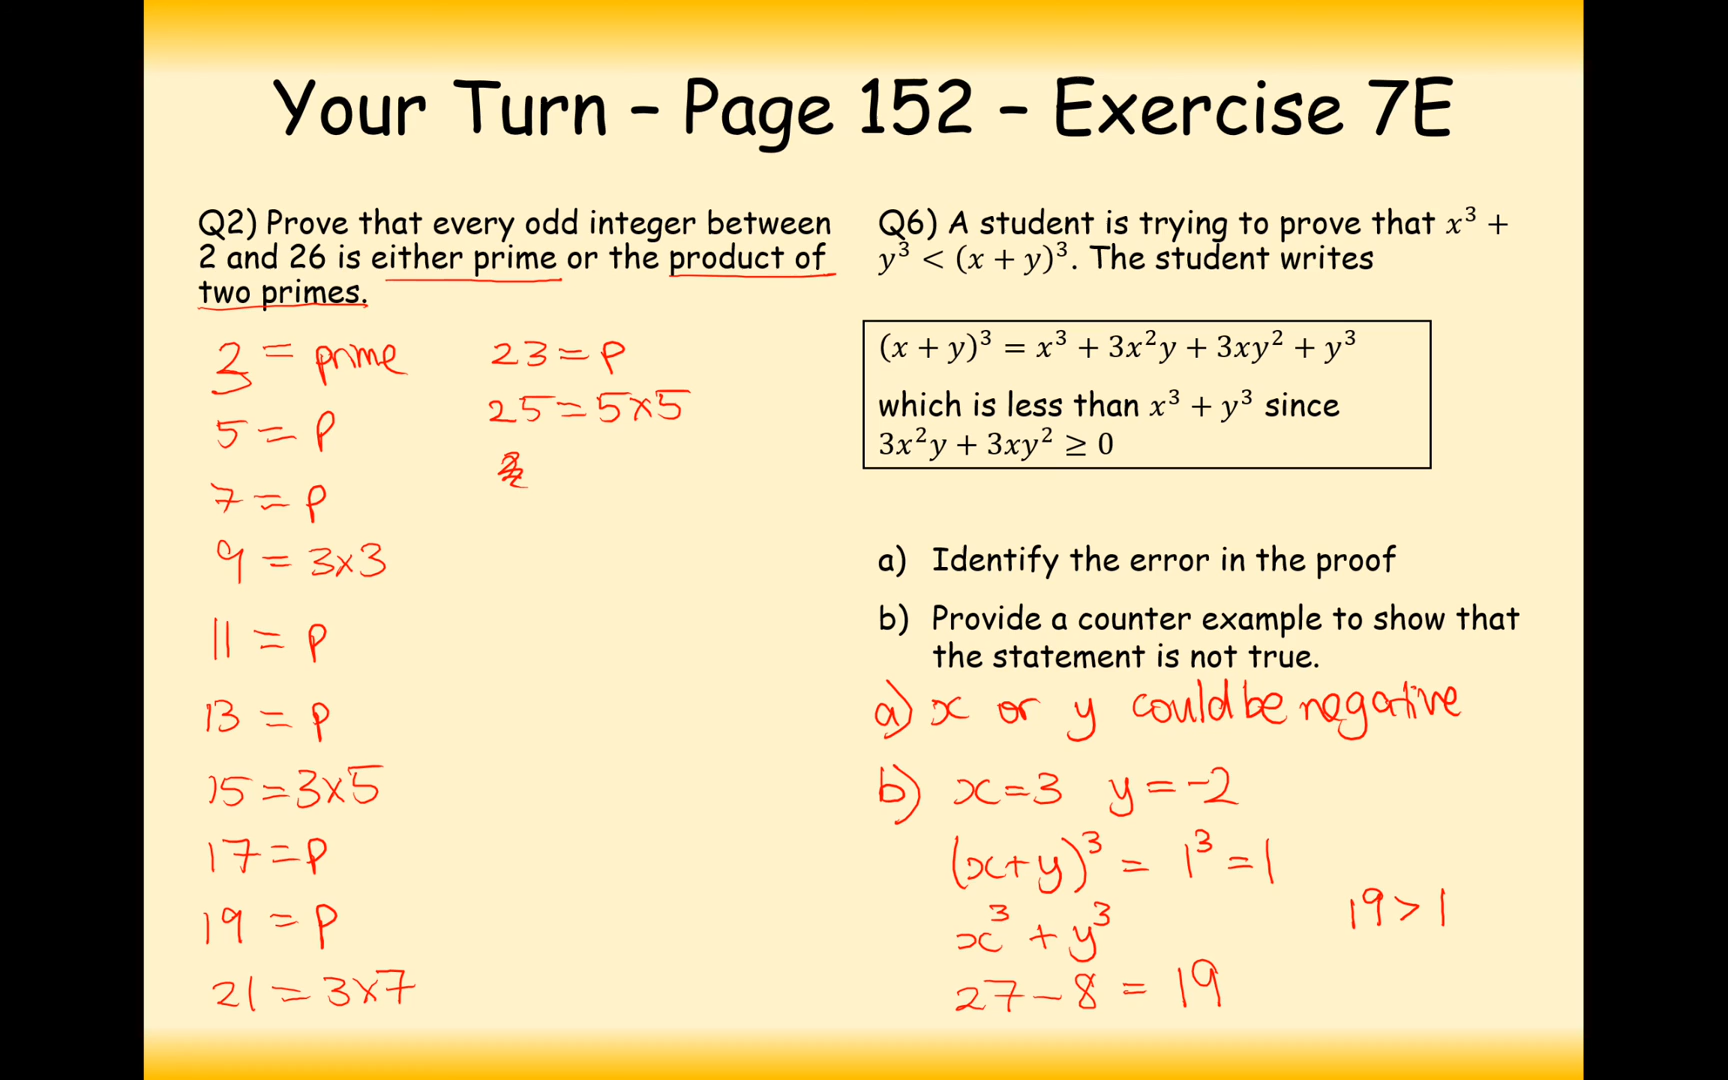 Your Turn – Page 152 – Exercise 7E
Q2) Prove that every odd integer between
2 and 26 is either prime or the product of
two primes.
3 = prime
5 = p
7 = p
9 = 3x3
11 = p
13 = p
15 = 3x5
17 = p
19 = p
21 = 3x7
23 = p
25 = 5x5
Q6) A student is trying to prove that x³ +
y³ < (x + y)³. The student writes
(x + y)³ = x³ + 3x²y + 3xy² + y³
which is less than x³ + y³ since
3x²y + 3xy² ≥ 0
a) Identify the error in the proof
b) Provide a counter example to show that
the statement is not true.
a) x or y could be negative
b) x=3 y=-2
(x+y)³ = 1³ = 1
x³ + y³
27-8 = 19
19 > 1